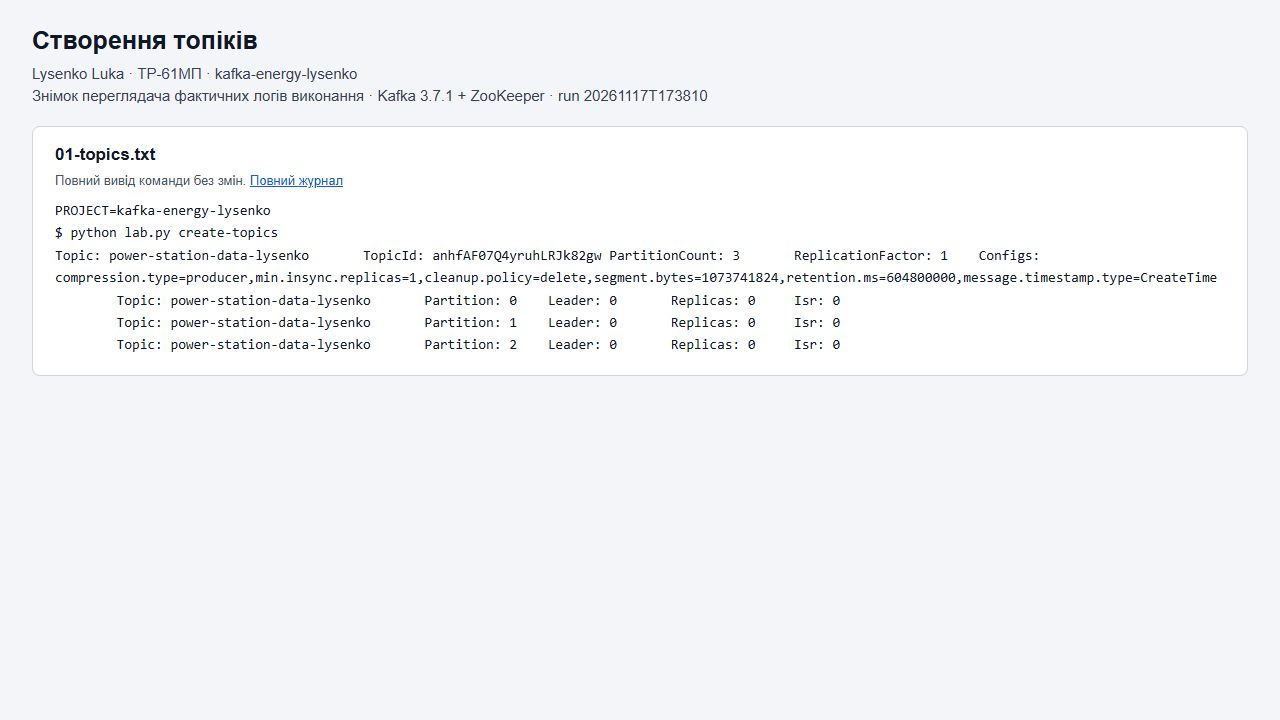 Створення топіків
Lysenko Luka · ТР-61МП · kafka-energy-lysenko
Знімок переглядача фактичних логів виконання · Kafka 3.7.1 + ZooKeeper · run 20261117T173810
01-topics.txt
Повний вивід команди без змін. Повний журнал
PROJECT=kafka-energy-lysenko
$ python lab.py create-topics
Topic: power-station-data-lysenko TopicId: anhfAF07Q4yruhLRJk82gw PartitionCount: 3 ReplicationFactor: 1 Configs:
compression.type=producer,min.insync.replicas=1,cleanup.policy=delete,segment.bytes=1073741824,retention.ms=604800000,message.timestamp.type=CreateTime
Topic: power-station-data-lysenko Partition: 0 Leader: 0 Replicas: 0 Isr: 0
Topic: power-station-data-lysenko Partition: 1 Leader: 0 Replicas: 0 Isr: 0
Topic: power-station-data-lysenko Partition: 2 Leader: 0 Replicas: 0 Isr: 0